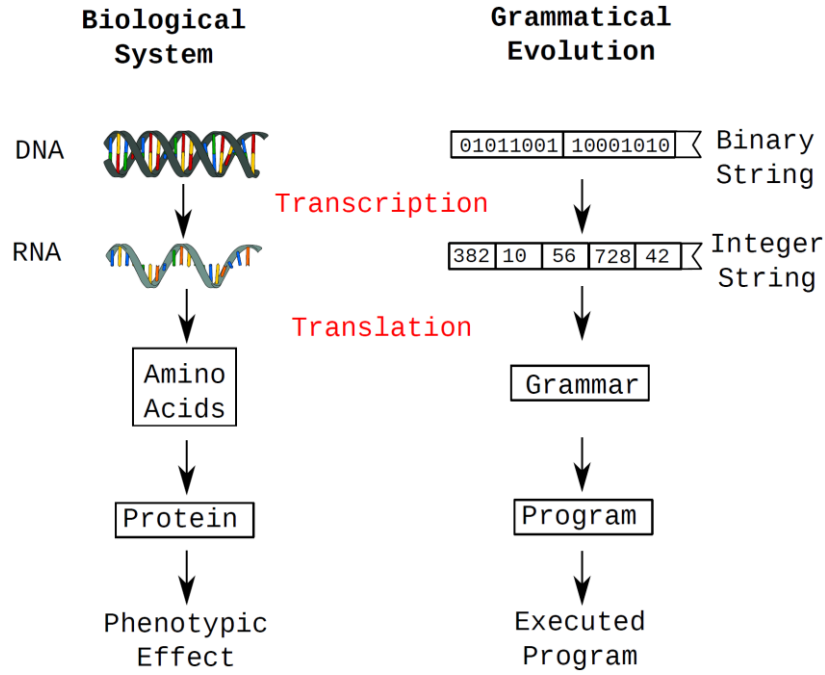 Biological
System
Grammatical
Evolution
DNA
01011001 10001010
Binary
String
Transcription
RNA
382 10 56 728 42
Integer
String
Translation
Amino
Acids
Grammar
Protein
Program
Phenotypic
Effect
Executed
Program